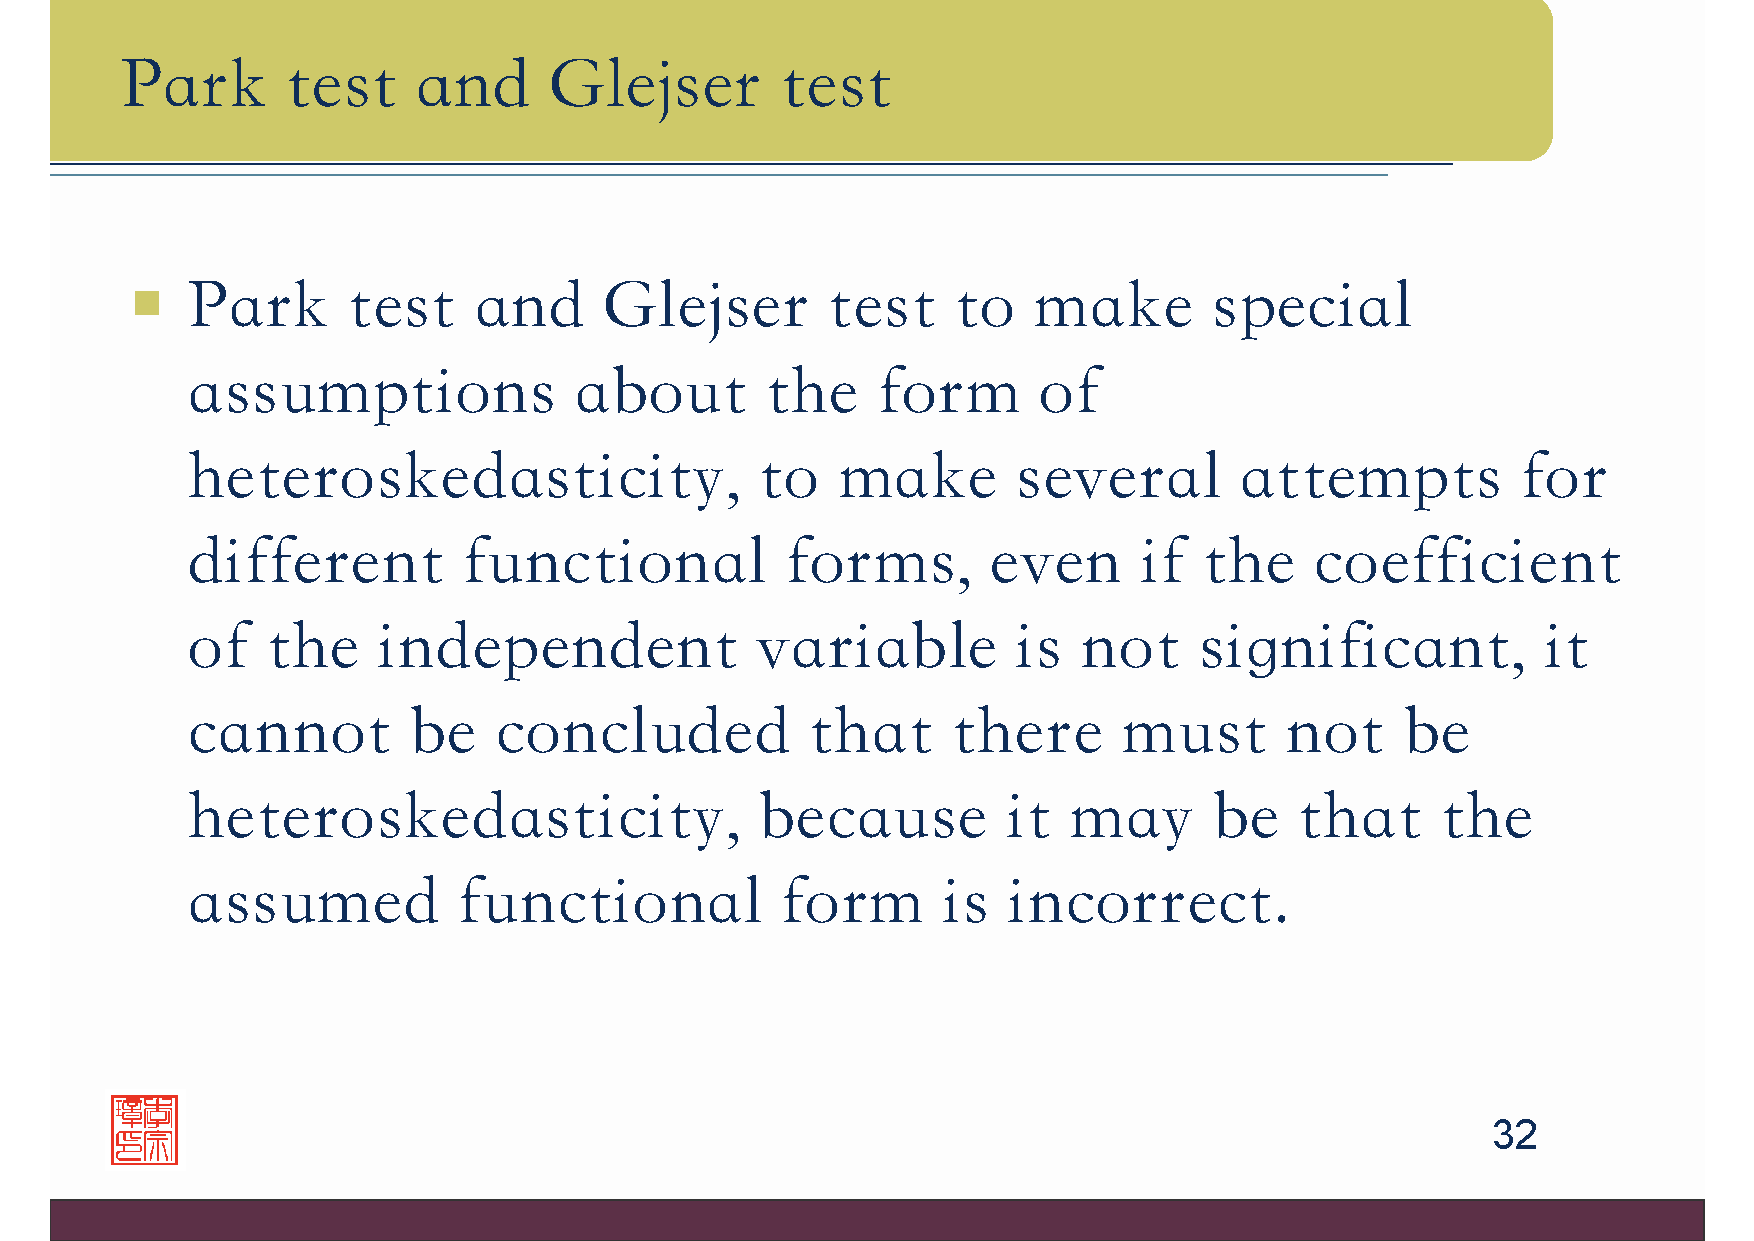 Park test and Glejser test
Park test and Glejser test to make special
assumptions about the form of
heteroskedasticity, to make several attempts for
different functional forms, even if the coefficient
of the independent variable is not significant, it
cannot be concluded that there must not be
heteroskedasticity, because it may be that the
assumed functional form is incorrect.
32